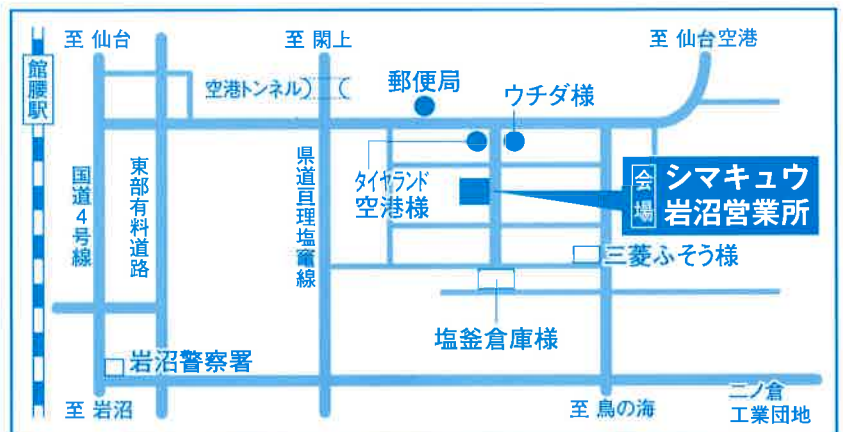 至 仙台
至 閖上
至 仙台空港
館腰駅
空港トンネル
郵便局
ウチダ様
国道4号線
東部有料道路
県道亘理塩竈線
タイヤランド
空港様
会場
シマキュウ
岩沼営業所
三菱ふそう様
塩釜倉庫様
岩沼警察署
至 岩沼
至 鳥の海
二ノ倉
工業団地